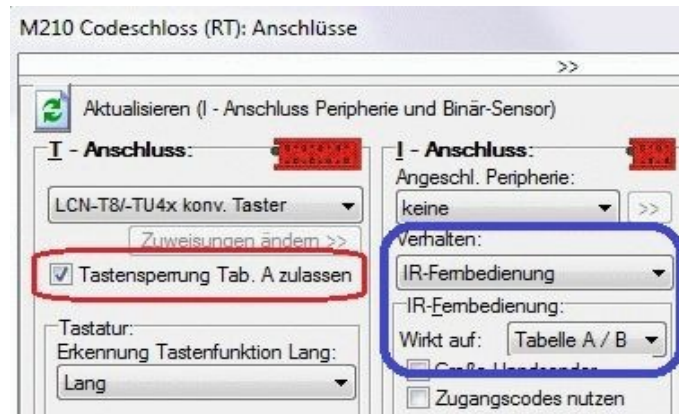 M210 Codeschloss (RT): Anschlüsse
>>
Aktualisieren (I - Anschluss Peripherie und Binär-Sensor)
T - Anschluss:
LCN-T8/-TU4x konv. Taster
Zuweisungen ändern >>
Tastensperrung Tab. A zulassen
Tastatur:
Erkennung Tastenfunktion Lang:
Lang
I - Anschluss:
Angeschl. Peripherie:
keine >>
Verhalten:
IR-Fernbedienung
IR-Fernbedienung:
Wirkt auf: Tabelle A / B
Große Handsender
Zugangscodes nutzen